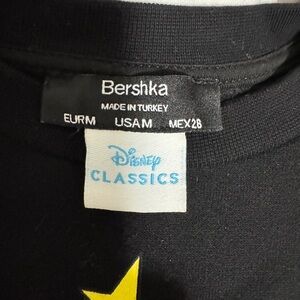 Bershka
MADE IN TURKEY
EUR M USA M MEX 28
Disney
CLASSICS